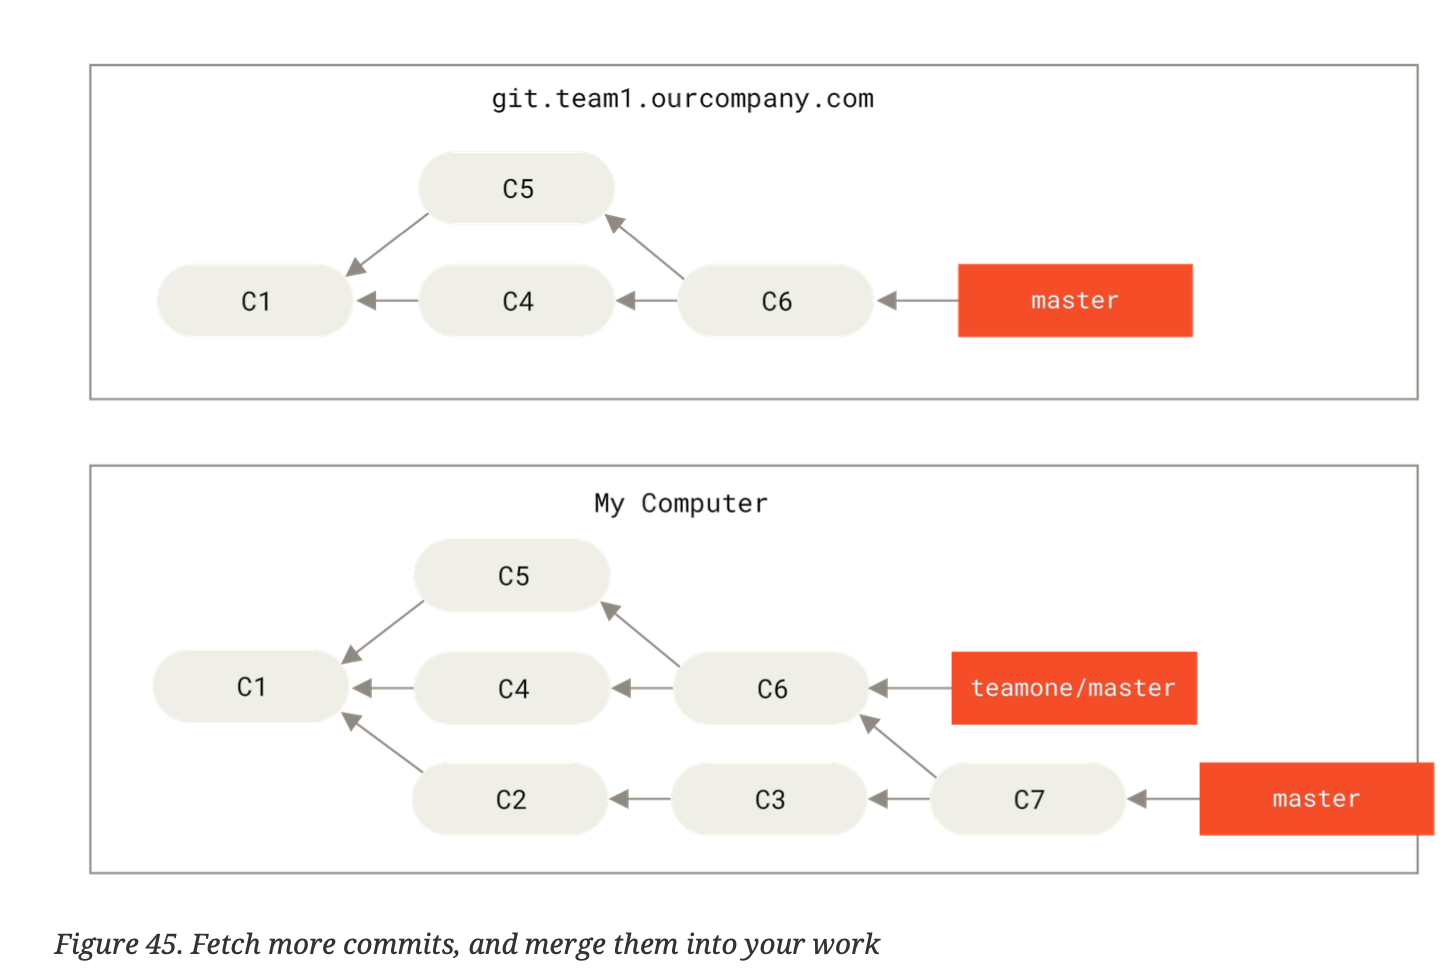 git.team1.ourcompany.com
C5
C1 C4 C6 master
My Computer
C5
C1 C4 C6 teamone/master
C2 C3 C7 master
Figure 45. Fetch more commits, and merge them into your work